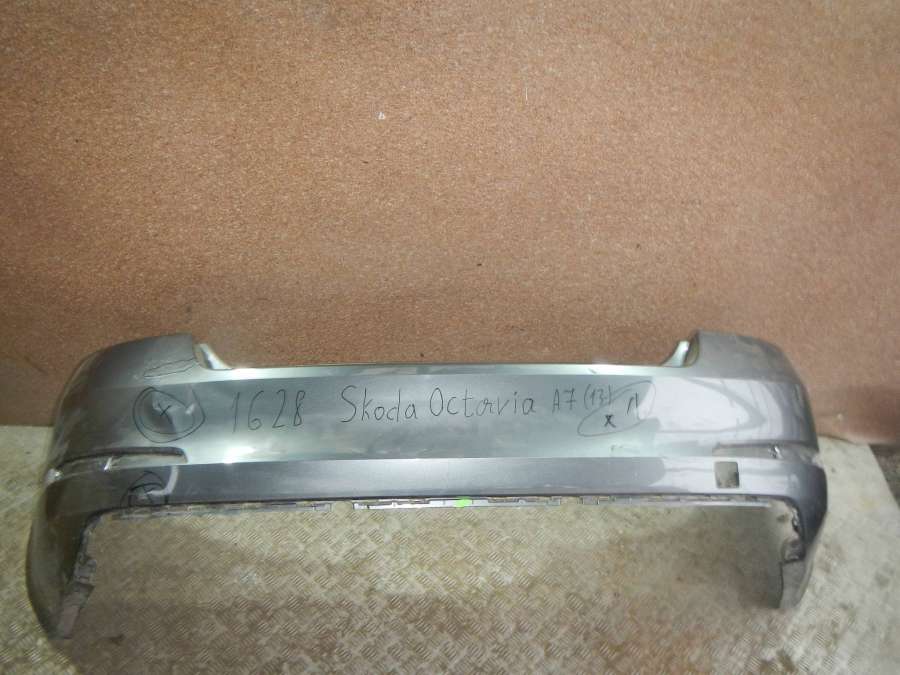 x 1628 Skoda Octavia A7 (13) x Л